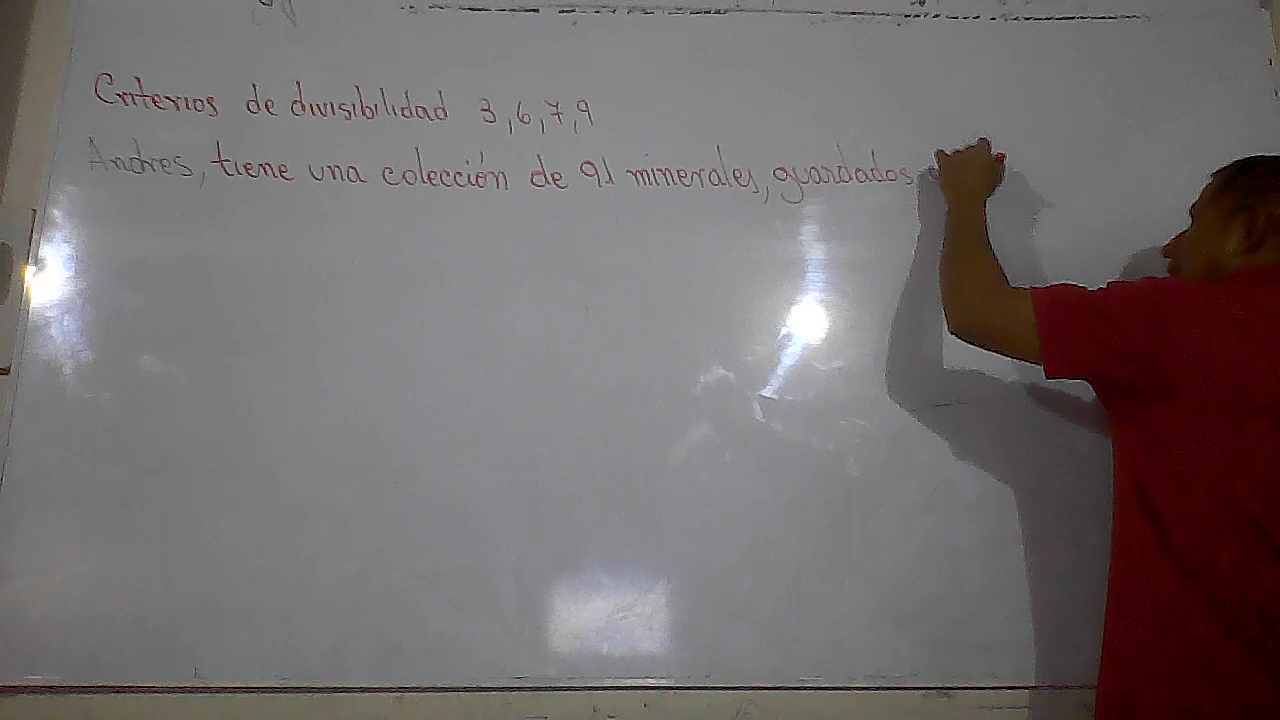 Criterios de divisibilidad 3,6,7,9
Andres, tiene una colección de 91 minerales, guardados